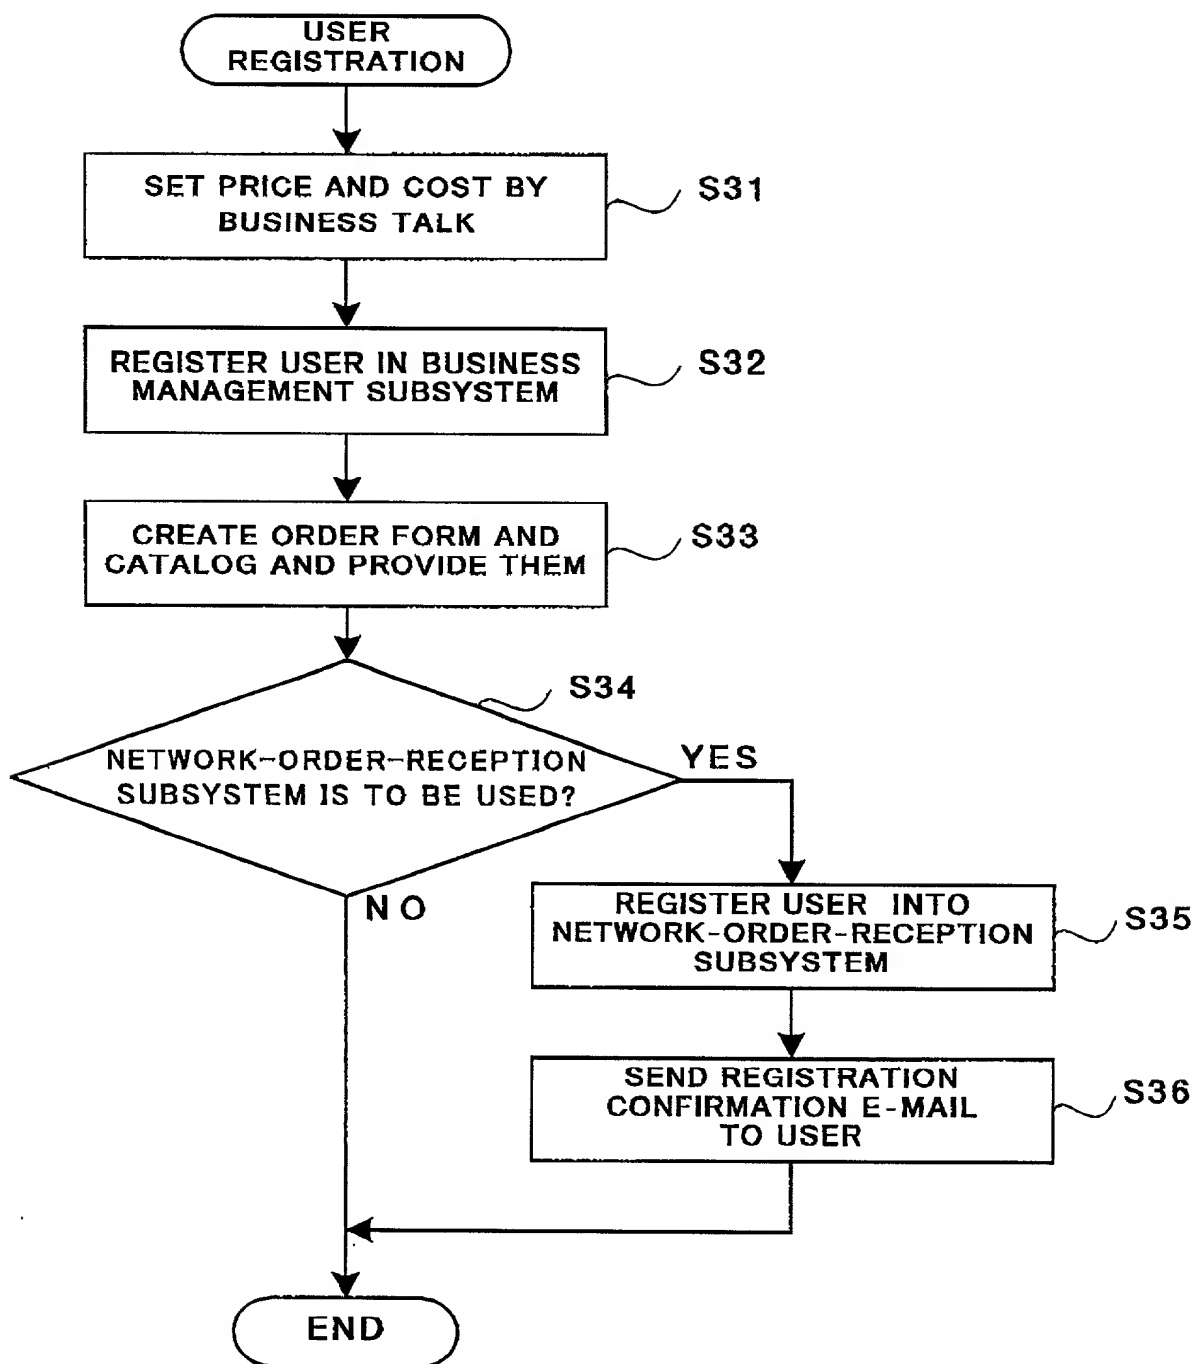 USER
REGISTRATION
SET PRICE AND COST BY
BUSINESS TALK
S31
REGISTER USER IN BUSINESS
MANAGEMENT SUBSYSTEM
S32
CREATE ORDER FORM AND
CATALOG AND PROVIDE THEM
S33
S34
NETWORK-ORDER-RECEPTION
SUBSYSTEM IS TO BE USED?
YES
NO
REGISTER USER INTO
NETWORK-ORDER-RECEPTION
SUBSYSTEM
S35
SEND REGISTRATION
CONFIRMATION E-MAIL
TO USER
S36
END